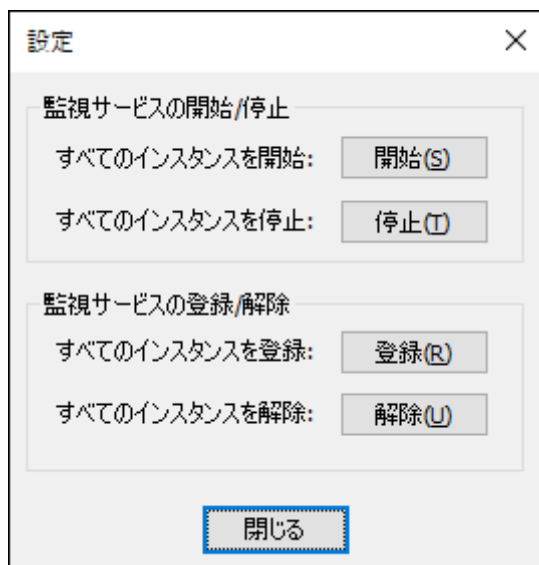 設定
監視サービスの開始/停止
すべてのインスタンスを開始: 開始(S)
すべてのインスタンスを停止: 停止(T)
監視サービスの登録/解除
すべてのインスタンスを登録: 登録(R)
すべてのインスタンスを解除: 解除(U)
閉じる